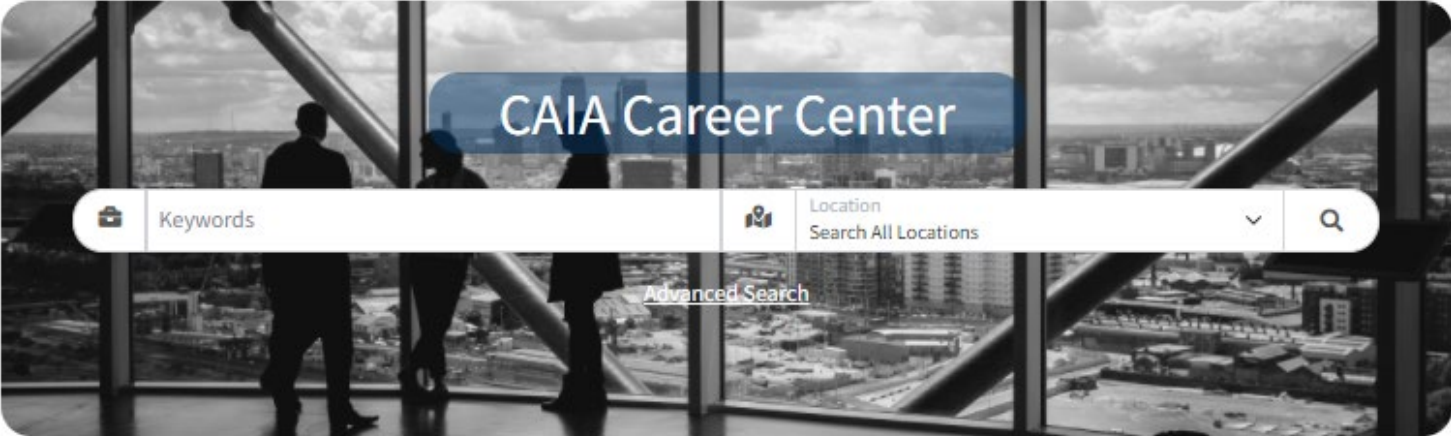 CAIA Career Center
Keywords
Location
Search All Locations
Advanced Search